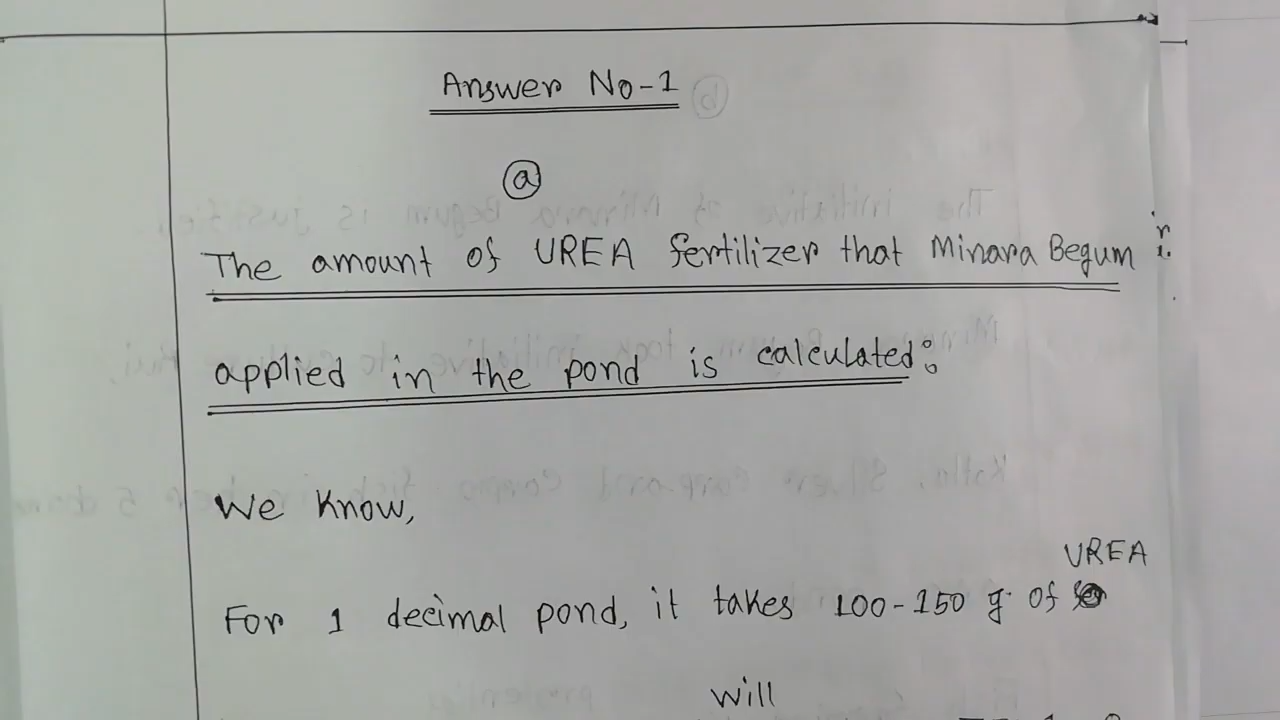 Answer No-1
(a)
The amount of UREA fertilizer that Minara Begum
applied in the pond is calculated:
We Know,
UREA
For 1 decimal pond, it takes 100-150 g. of
will